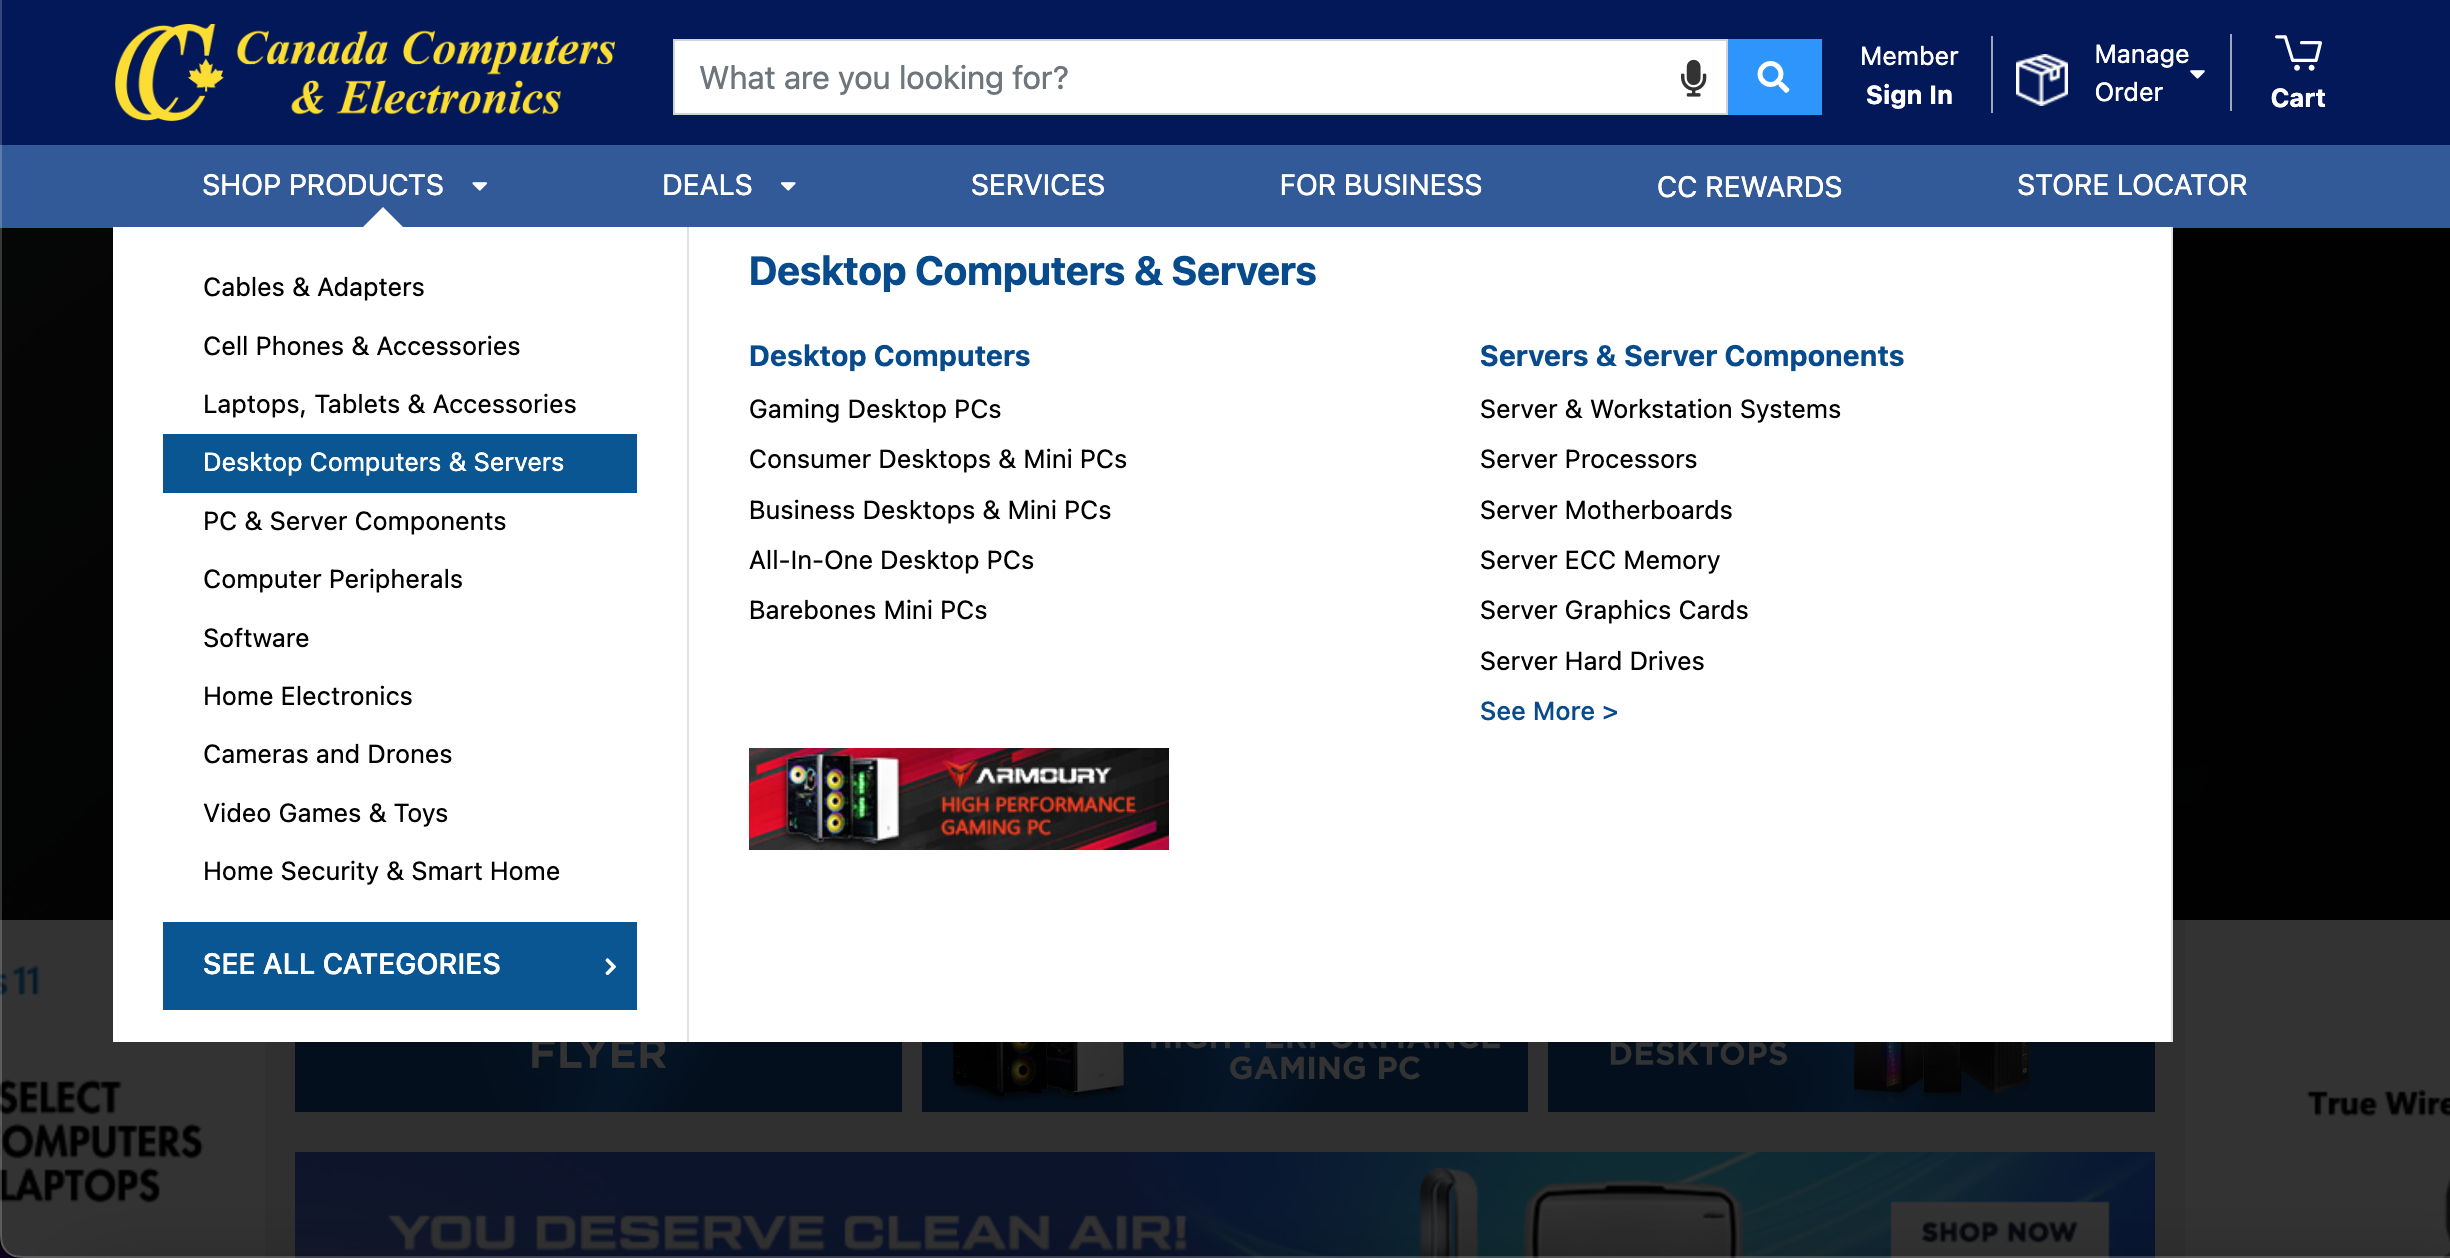 Canada Computers
& Electronics
What are you looking for?
Member
Sign In
Manage
Order
Cart
SHOP PRODUCTS
DEALS
SERVICES
FOR BUSINESS
CC REWARDS
STORE LOCATOR
Cables & Adapters
Cell Phones & Accessories
Laptops, Tablets & Accessories
Desktop Computers & Servers
PC & Server Components
Computer Peripherals
Software
Home Electronics
Cameras and Drones
Video Games & Toys
Home Security & Smart Home
SEE ALL CATEGORIES
Desktop Computers & Servers
Desktop Computers
Gaming Desktop PCs
Consumer Desktops & Mini PCs
Business Desktops & Mini PCs
All-In-One Desktop PCs
Barebones Mini PCs
ARMOURY
HIGH PERFORMANCE
GAMING PC
Servers & Server Components
Server & Workstation Systems
Server Processors
Server Motherboards
Server ECC Memory
Server Graphics Cards
Server Hard Drives
See More >
s 11
SELECT
OMPUTERS
LAPTOPS
FLYER
HIGH PERFORMANCE
GAMING PC
DESKTOPS
True Wire
YOU DESERVE CLEAN AIR!
SHOP NOW